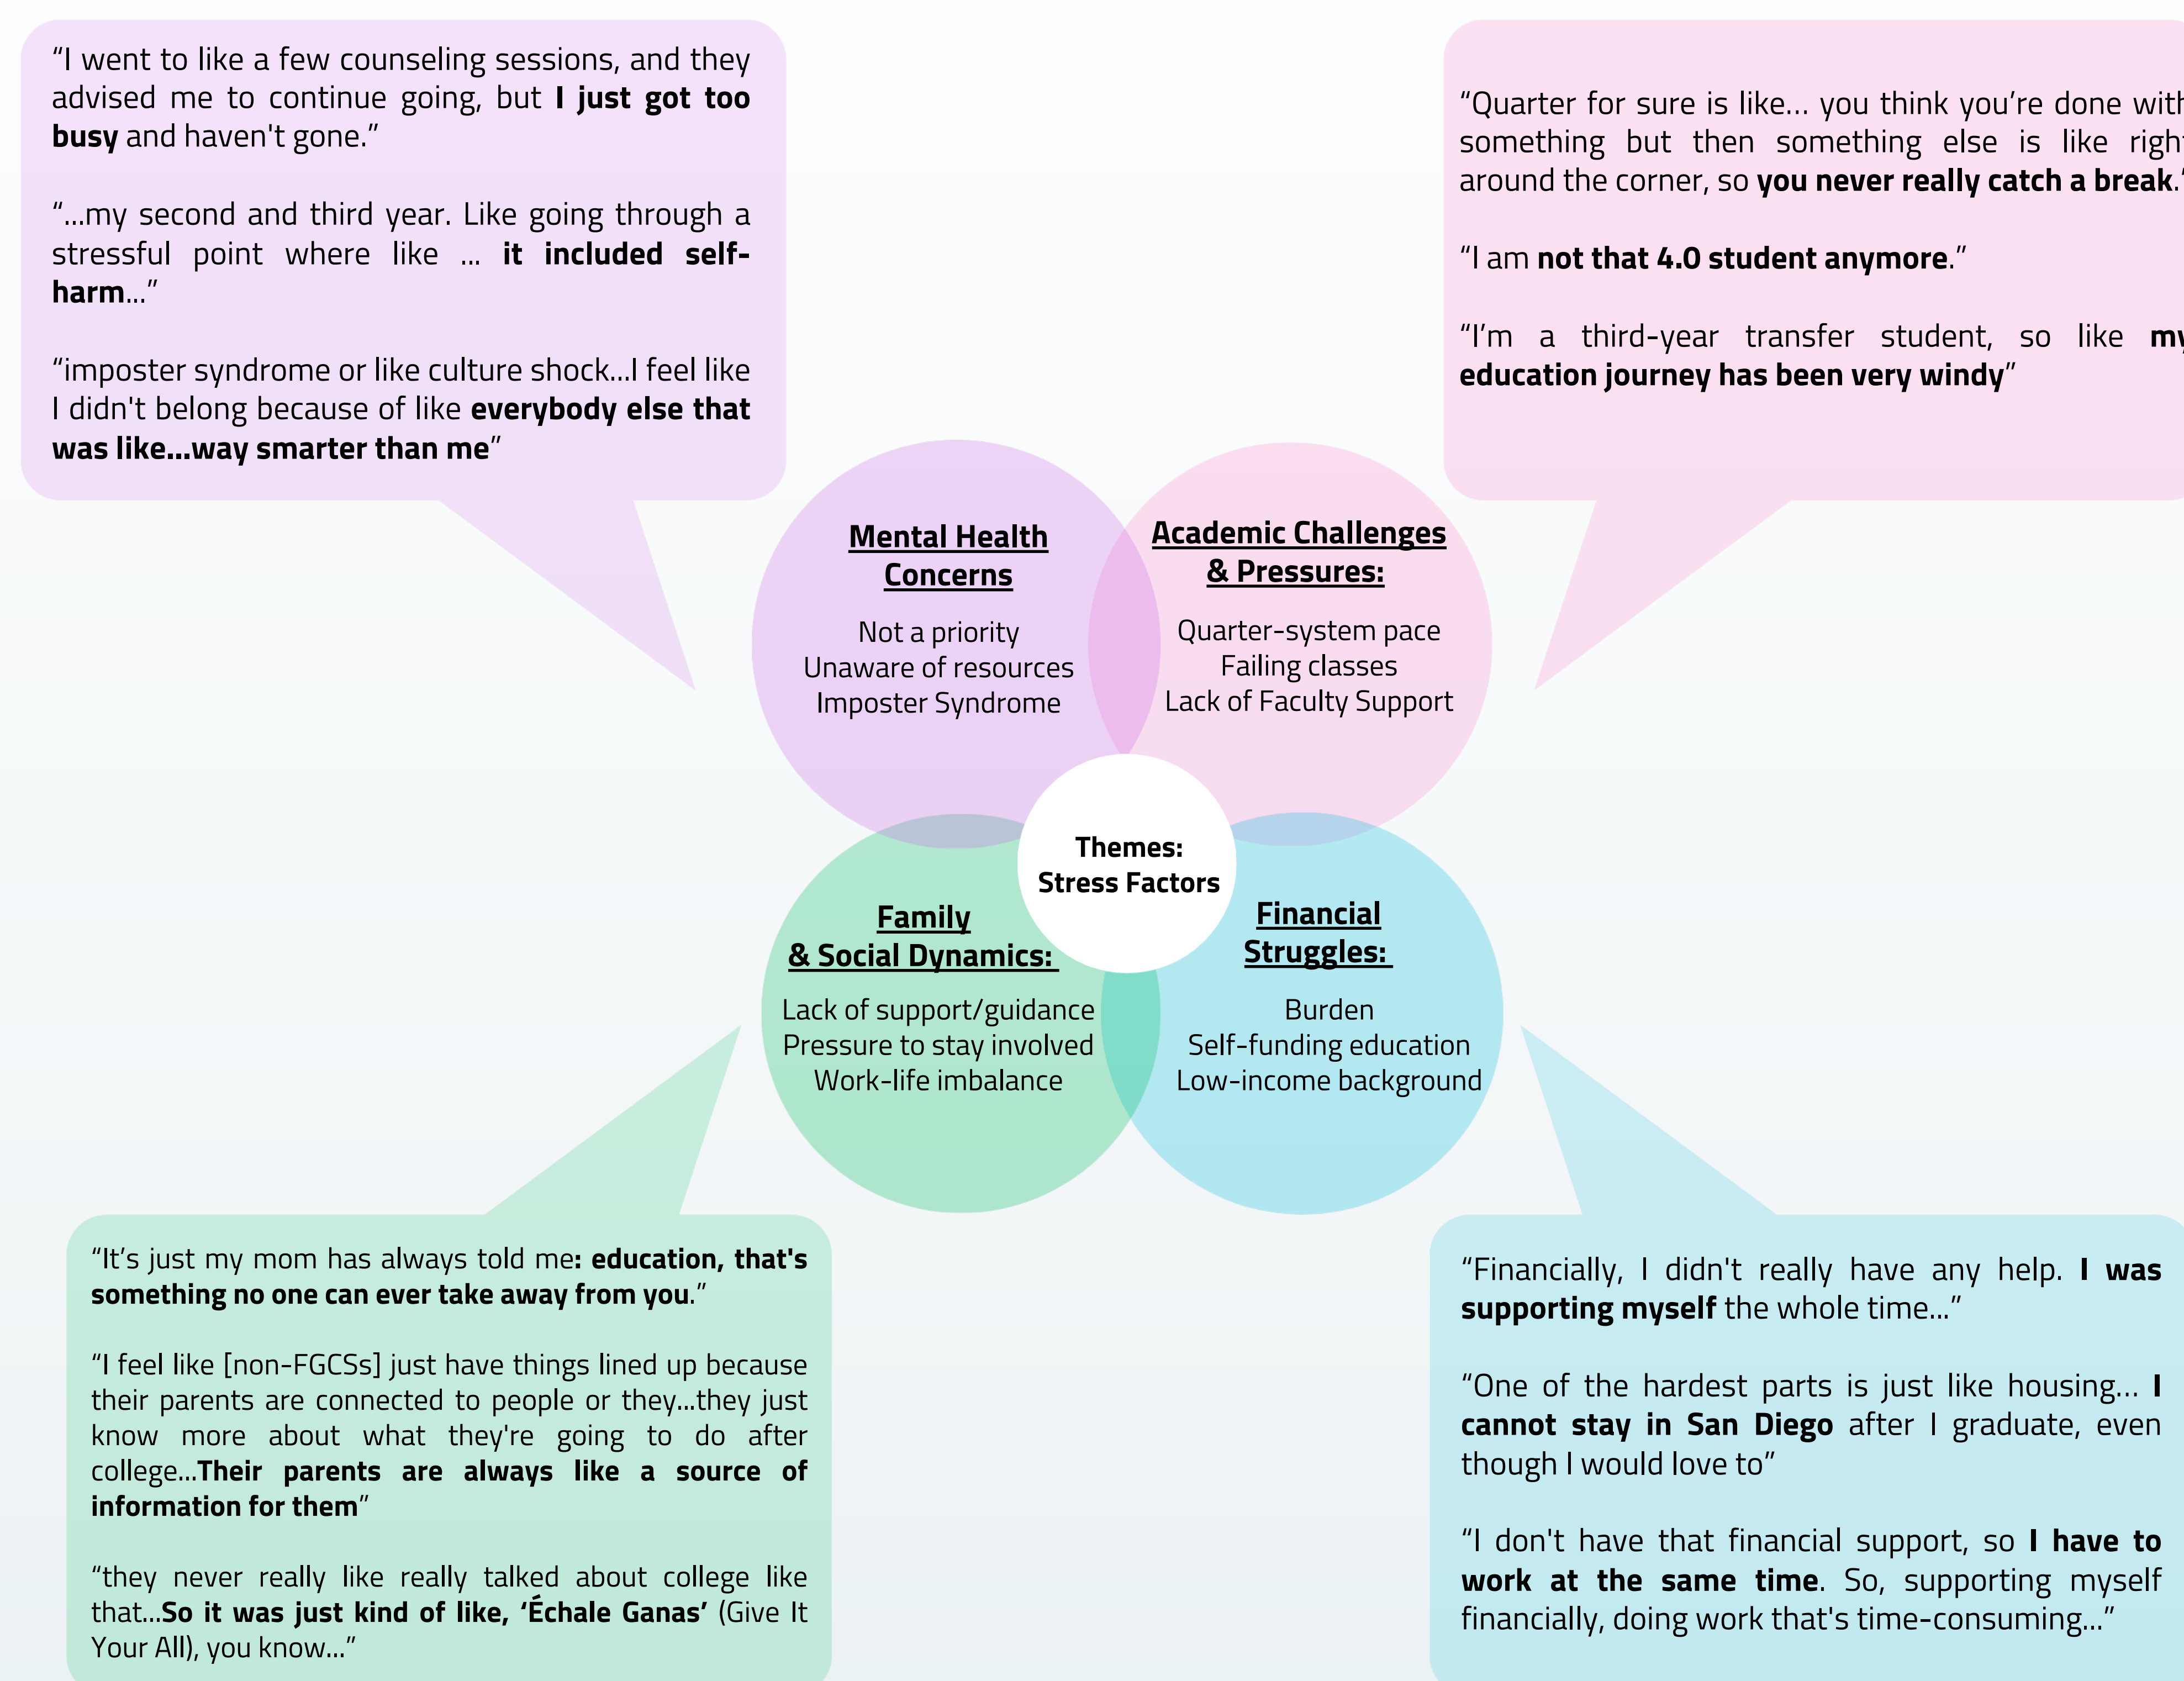 “I went to like a few counseling sessions, and they
advised me to continue going, but I just got too
busy and haven't gone.”
“...my second and third year. Like going through a
stressful point where like ... it included self-
harm...”
“imposter syndrome or like culture shock...I feel like
I didn't belong because of like everybody else that
was like...way smarter than me”
“Quarter for sure is like... you think you’re done with
something but then something else is like right
around the corner, so you never really catch a break.”
“I am not that 4.0 student anymore.”
“I’m a third-year transfer student, so like my
education journey has been very windy”
Mental Health
Concerns
Not a priority
Unaware of resources
Imposter Syndrome
Academic Challenges
& Pressures:
Quarter-system pace
Failing classes
Lack of Faculty Support
Themes:
Stress Factors
Family
& Social Dynamics:
Lack of support/guidance
Pressure to stay involved
Work-life imbalance
Financial
Struggles:
Burden
Self-funding education
Low-income background
“It’s just my mom has always told me: education, that's
something no one can ever take away from you.”
“I feel like [non-FGCSs] just have things lined up because
their parents are connected to people or they...they just
know more about what they're going to do after
college...Their parents are always like a source of
information for them”
“they never really like really talked about college like
that...So it was just kind of like, ‘Échale Ganas’ (Give It
Your All), you know...”
“Financially, I didn't really have any help. I was
supporting myself the whole time...”
“One of the hardest parts is just like housing... I
cannot stay in San Diego after I graduate, even
though I would love to”
“I don't have that financial support, so I have to
work at the same time. So, supporting myself
financially, doing work that's time-consuming...”